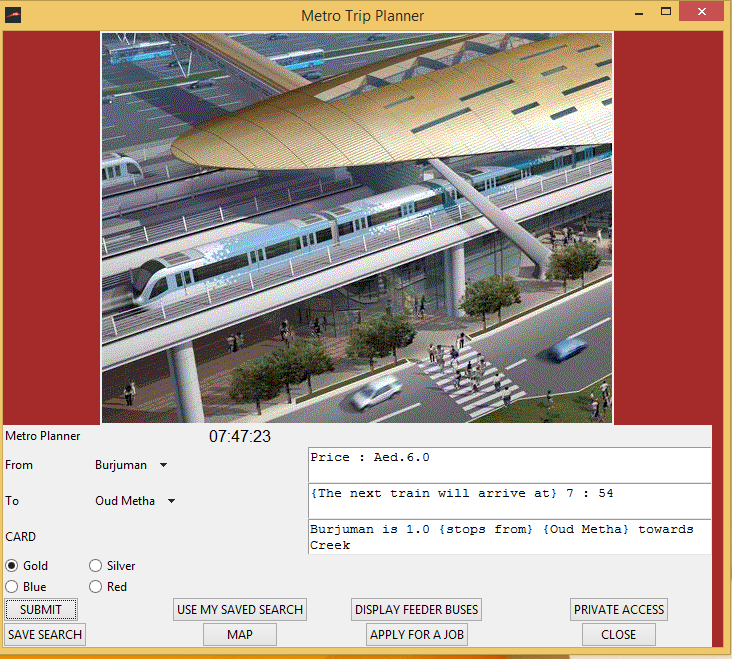 Metro Trip Planner
Metro Planner 07:47:23
From Burjuman
Price : Aed.6.0
To Oud Metha
{The next train will arrive at} 7 : 54
CARD
Burjuman is 1.0 {stops from} {Oud Metha} towards
Creek
Gold Silver
Blue Red
SUBMIT USE MY SAVED SEARCH DISPLAY FEEDER BUSES PRIVATE ACCESS
SAVE SEARCH MAP APPLY FOR A JOB CLOSE